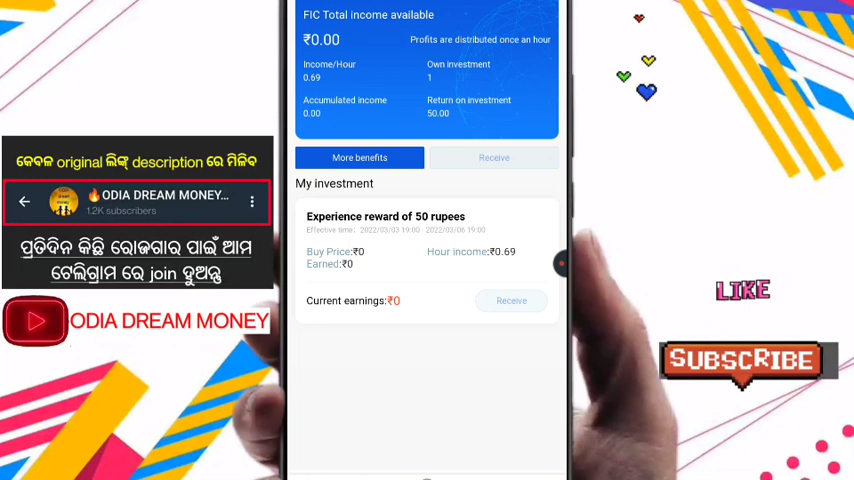 FIC Total income available
₹0.00
Profits are distributed once an hour
Income/Hour
Own investment
0.69
1
Accumulated income
Return on investment
0.00
50.00
More benefits
Receive
My investment
Experience reward of 50 rupees
Effective time: 2022/03/03 19:00 - 2022/03/06 19:00
Buy Price:₹0
Hour income:₹0.69
Earned:₹0
Current earnings:₹0
Receive
କେବଳ original ଲିଙ୍କ୍ description ରେ ମିଳିବ
🔥ODIA DREAM MONEY...
1.2K subscribers
ପ୍ରତିଦିନ କିଛି ରୋଜଗାର ପାଇଁ ଆମ
ଟେଲିଗ୍ରାମ ରେ join ହୁଅନ୍ତୁ
ODIA DREAM MONEY
LIKE
SUBSCRIBE